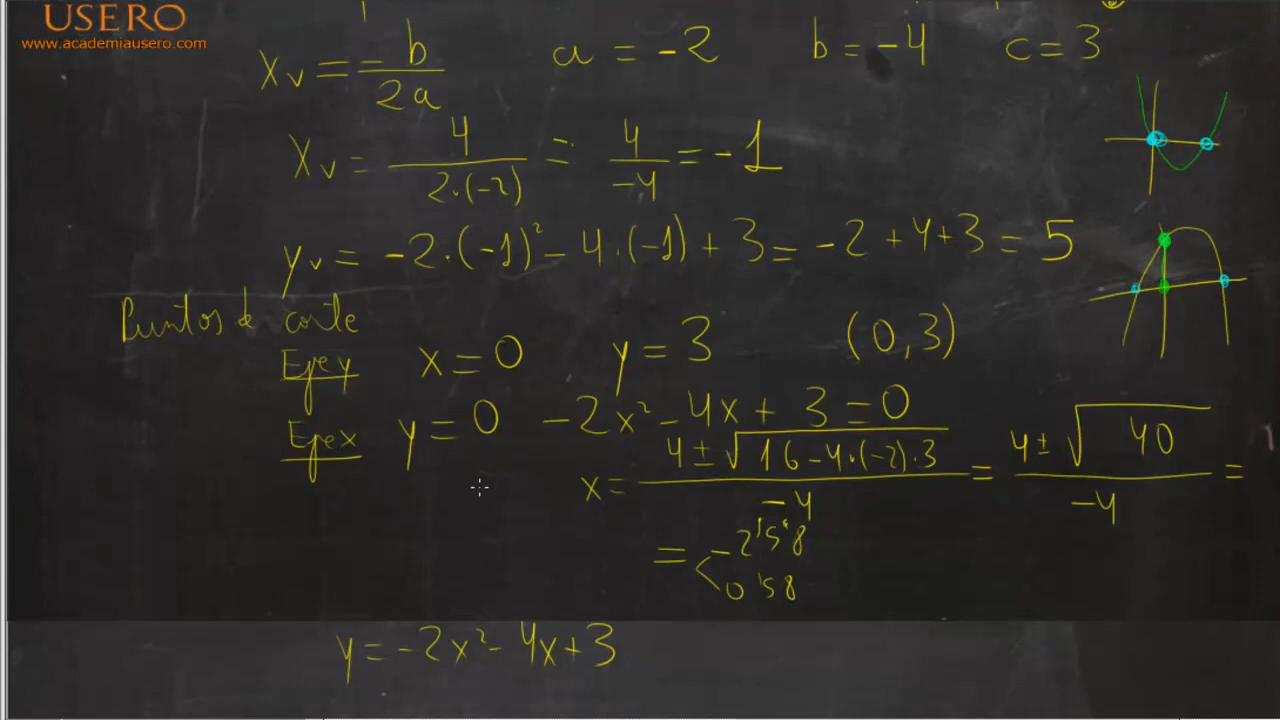 USERO
www.academiausero.com
Xv = -b/2a a = -2 b = -4 c = 3
Xv = 4/2·(-2) = 4/-4 = -1
yv = -2·(-1)² - 4·(-1) + 3 = -2 + 4 + 3 = 5
Puntos de corte
Eje y x = 0 y = 3 (0,3)
Eje x y = 0 -2x² - 4x + 3 = 0
x = 4 ± √16 - 4·(-2)·3/-4 = 4 ± √40/-4 =
= < -2'58
0'58
y = -2x² - 4x + 3